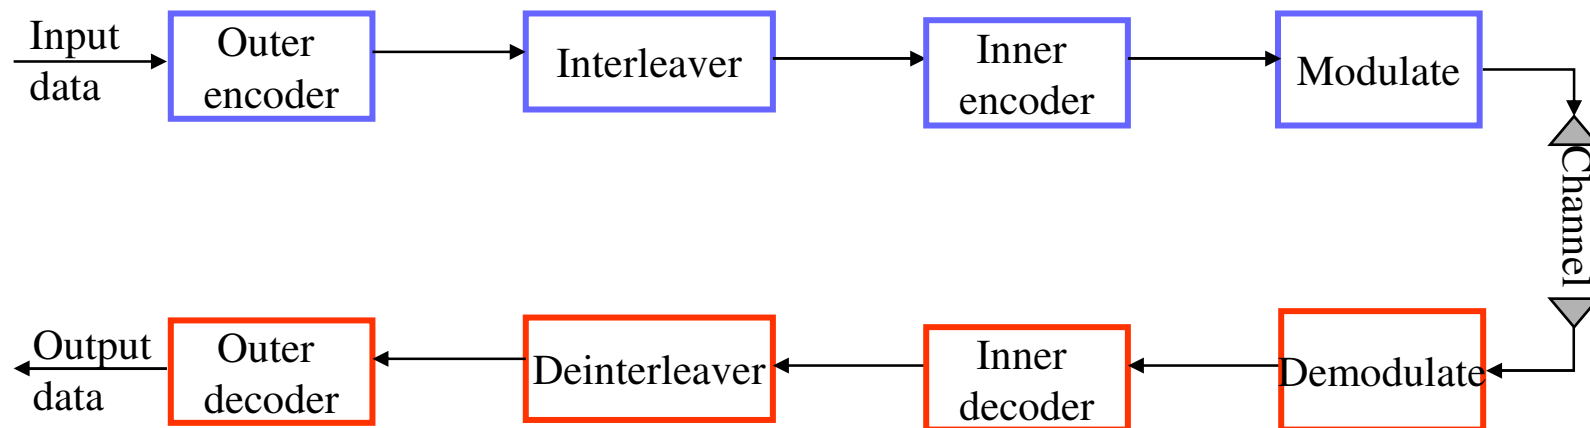 Input
data
Outer
encoder
Interleaver
Inner
encoder
Modulate
Channel
Output
data
Outer
decoder
Deinterleaver
Inner
decoder
Demodulate